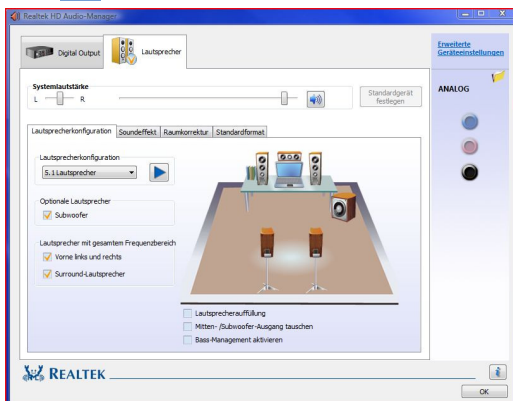 Realtek HD Audio-Manager
Digital Output
Lautsprecher
Erweiterte
Geräteeinstellungen
Systemlautstärke
L
R
Standardgerät
festlegen
ANALOG
Lautsprecherkonfiguration
Soundeffekt
Raumkorrektur
Standardformat
Lautsprecherkonfiguration
5.1 Lautsprecher
Optionale Lautsprecher
Subwoofer
Lautsprecher mit gesamtem Frequenzbereich
Vorne links und rechts
Surround-Lautsprecher
Lautsprecherauffüllung
Mitten- /Subwoofer-Ausgang tauschen
Bass-Management aktivieren
REALTEK
OK